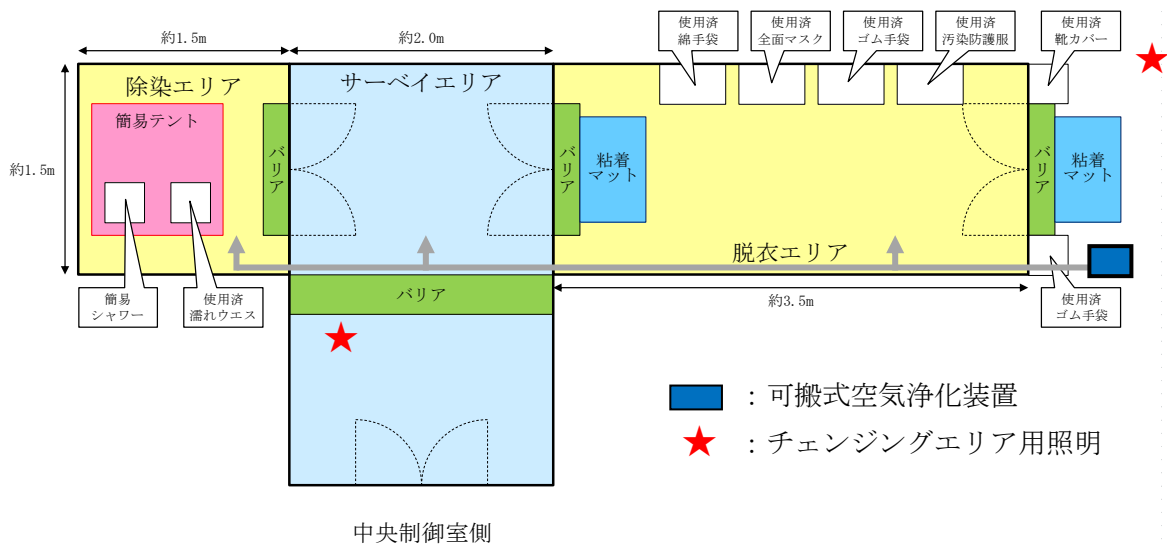 約1.5m
約2.0m
使用済
綿手袋
使用済
全面マスク
使用済
ゴム手袋
使用済
汚染防護服
使用済
靴カバー
除染エリア
サーベイエリア
簡易テント
約1.5m
バリア
バリア
粘着
マット
バリア
粘着
マット
脱衣エリア
簡易
シャワー
使用済
濡れウエス
バリア
約3.5m
使用済
ゴム手袋
：可搬式空気浄化装置
：チェンジングエリア用照明
中央制御室側